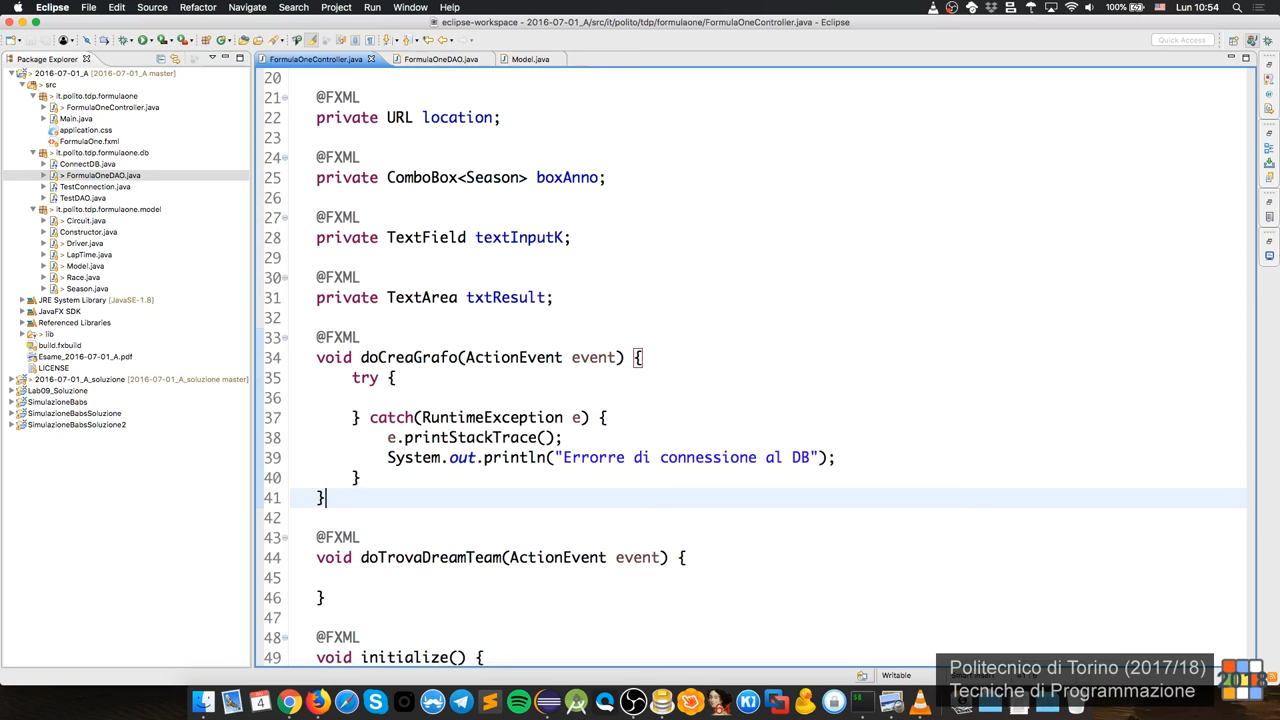 Eclipse File Edit Source Refactor Navigate Search Project Run Window Help 100% Lun 10:54
eclipse-workspace - 2016-07-01_A/src/it/polito/tdp/formulaone/FormulaOneController.java - Eclipse
Quick Access
Package Explorer
2016-07-01_A [2016-07-01_A master]
src
it.polito.tdp.formulaone
> FormulaOneController.java
Main.java
application.css
FormulaOne.fxml
it.polito.tdp.formulaone.db
ConnectDB.java
> FormulaOneDAO.java
TestConnection.java
TestDAO.java
it.polito.tdp.formulaone.model
> Circuit.java
Constructor.java
> Driver.java
> LapTime.java
> Model.java
> Race.java
> Season.java
JRE System Library [JavaSE-1.8]
JavaFX SDK
Referenced Libraries
> lib
build.fxbuild
Esame_2016-07-01_A.pdf
LICENSE
> 2016-07-01_A_soluzione [2016-07-01_A_soluzione master]
Lab09_Soluzione
SimulazioneBabs
SimulazioneBabsSoluzione
SimulazioneBabsSoluzione2
FormulaOneController.java FormulaOneDAO.java Model.java
20
21 @FXML
22 private URL location;
23
24 @FXML
25 private ComboBox<Season> boxAnno;
26
27 @FXML
28 private TextField textInputK;
29
30 @FXML
31 private TextArea txtResult;
32
33 @FXML
34 void doCreaGrafo(ActionEvent event) {
35 try {
36
37 } catch(RuntimeException e) {
38 e.printStackTrace();
39 System.out.println("Errorre di connessione al DB");
40 }
41 }
42
43 @FXML
44 void doTrovaDreamTeam(ActionEvent event) {
45
46 }
47
48 @FXML
49 void initialize() {
Writable
Politecnico di Torino (2017/18)
Tecniche di Programmazione
2018